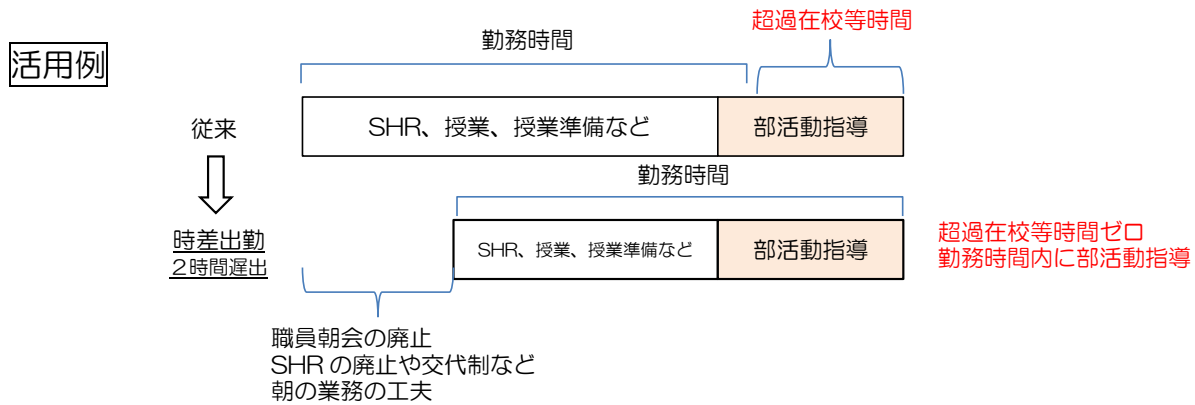 超過在校等時間
勤務時間
活用例
従来
SHR、授業、授業準備など
部活動指導
勤務時間
時差出勤
2時間遅出
SHR、授業、授業準備など
部活動指導
超過在校等時間ゼロ
勤務時間内に部活動指導
職員朝会の廃止
SHRの廃止や交代制など
朝の業務の工夫